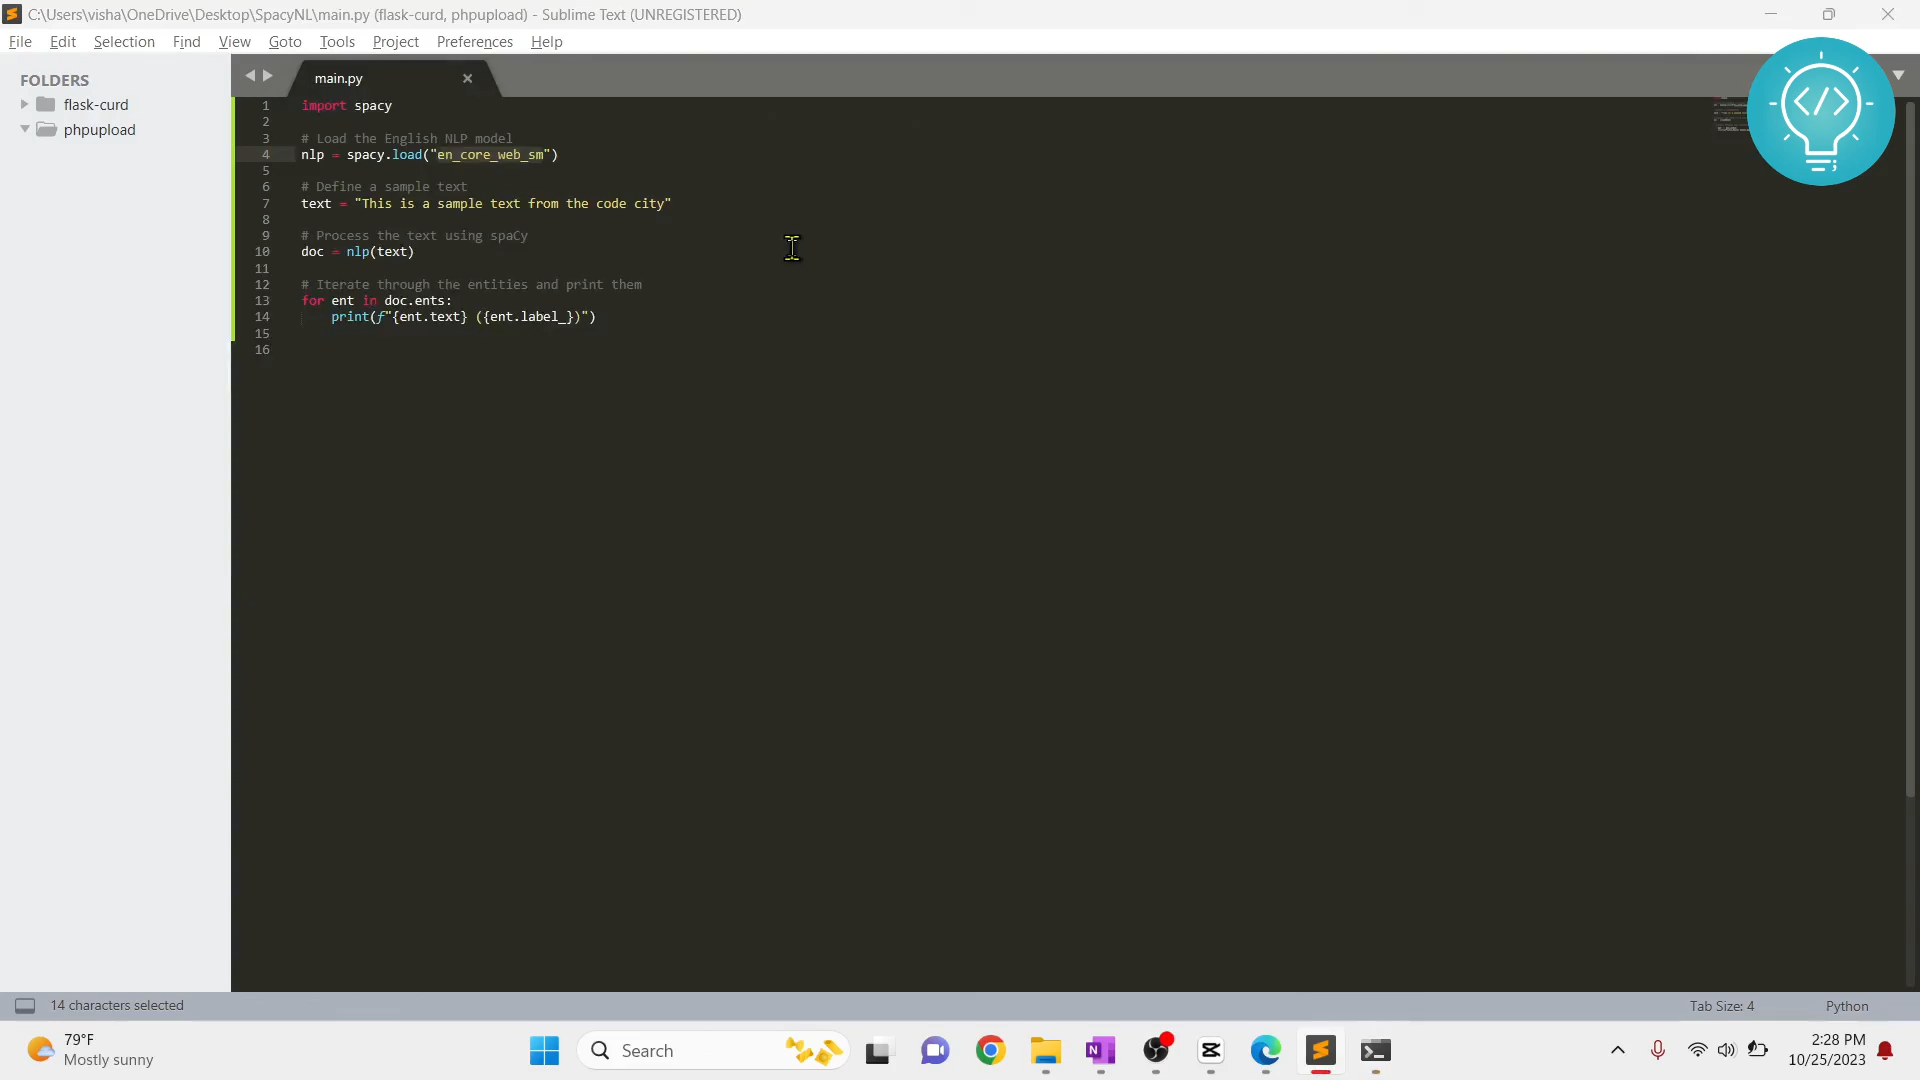 C:\Users\visha\OneDrive\Desktop\SpacyNL\main.py (flask-curd, phpupload) - Sublime Text (UNREGISTERED)
File Edit Selection Find View Goto Tools Project Preferences Help
FOLDERS
flask-curd
phpupload
main.py
1 import spacy
2
3 # Load the English NLP model
4 nlp = spacy.load("en_core_web_sm")
5
6 # Define a sample text
7 text = "This is a sample text from the code city"
8
9 # Process the text using spaCy
10 doc = nlp(text)
11
12 # Iterate through the entities and print them
13 for ent in doc.ents:
14     print(f"{ent.text} ({ent.label_})")
15
16
</>
14 characters selected
Tab Size: 4 Python
79°F
Mostly sunny
Search
2:28 PM
10/25/2023